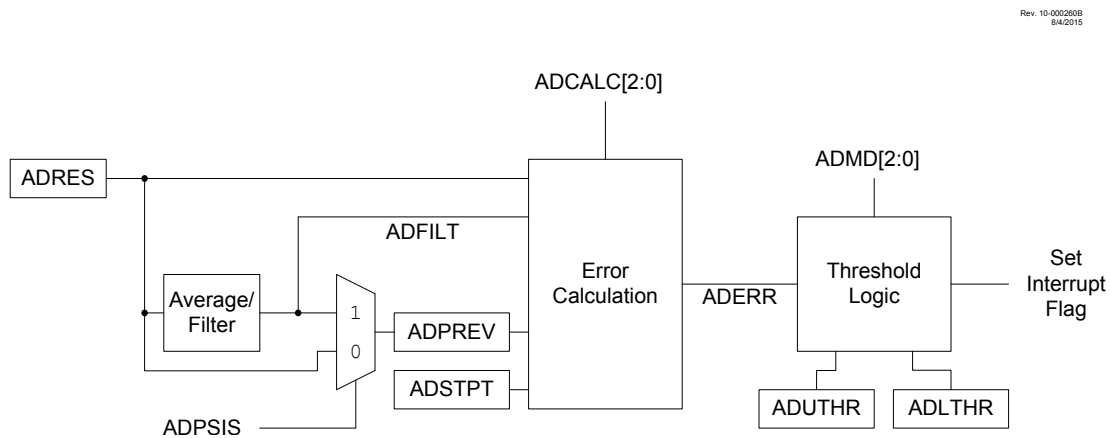 Rev. 10-000260B
8/4/2015
ADCALC[2:0]
ADMD[2:0]
ADRES
ADFILT
Average/
Filter
1
0
ADPREV
ADSTPT
ADPSIS
Error
Calculation
ADERR
Threshold
Logic
Set
Interrupt
Flag
ADUTHR
ADLTHR